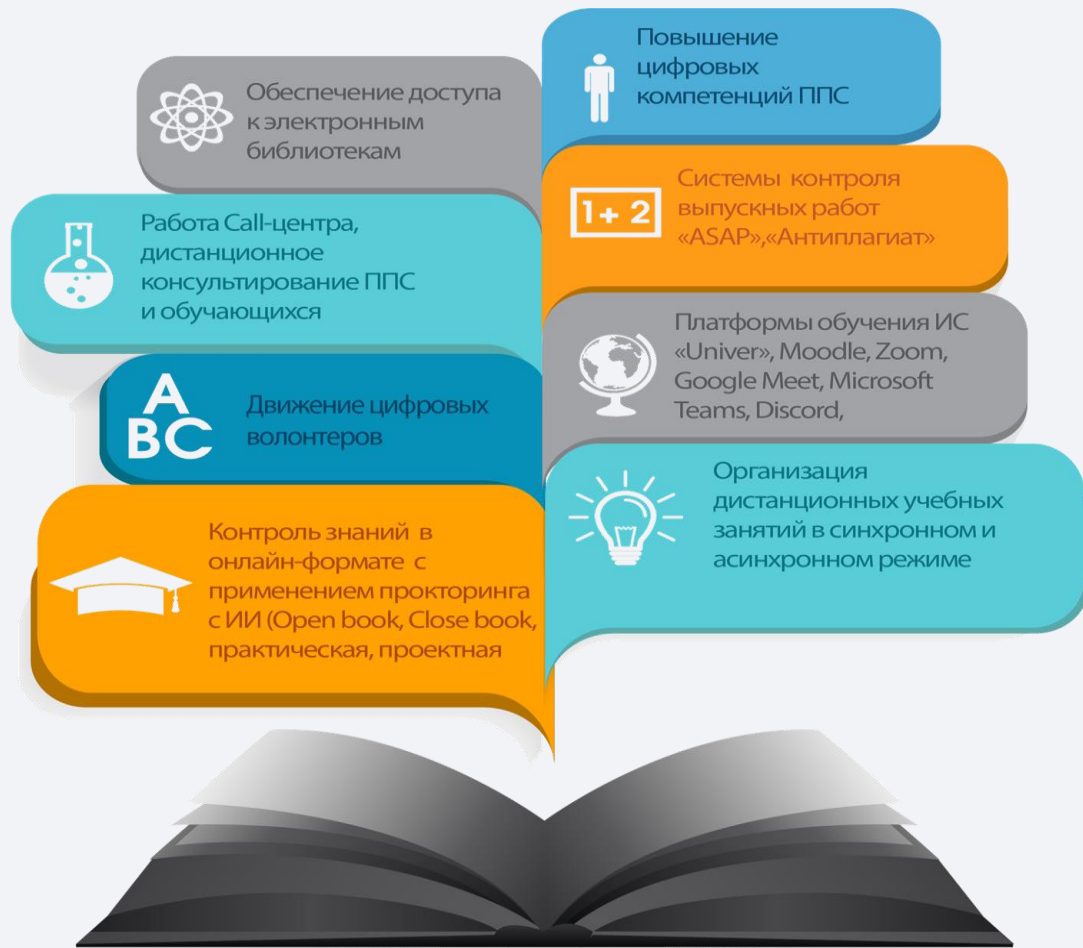 Повышение
цифровых
компетенций ППС
Обеспечение доступа
к электронным
библиотекам
Системы контроля
выпускных работ
«ASAP»,«Антиплагиат»
1+ 2
Работа Call-центра,
дистанционное
консультирование ППС
и обучающихся
Платформы обучения ИС
«Univer», Moodle, Zoom,
Google Meet, Microsoft
Teams, Discord,
A
BC
Движение цифровых
волонтеров
Организация
дистанционных учебных
занятий в синхронном и
асинхронном режиме
Контроль знаний в
онлайн-формате с
применением прокторинга
с ИИ (Open book, Close book,
практическая, проектная